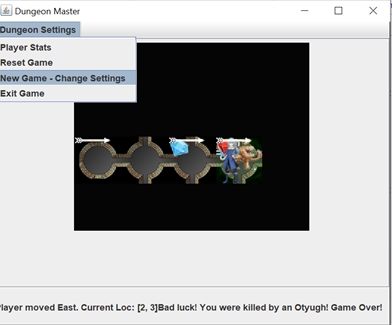 Dungeon Master
Dungeon Settings
Player Stats
Reset Game
New Game - Change Settings
Exit Game
Player moved East. Current Loc: [2, 3]Bad luck! You were killed by an Otyugh! Game Over!